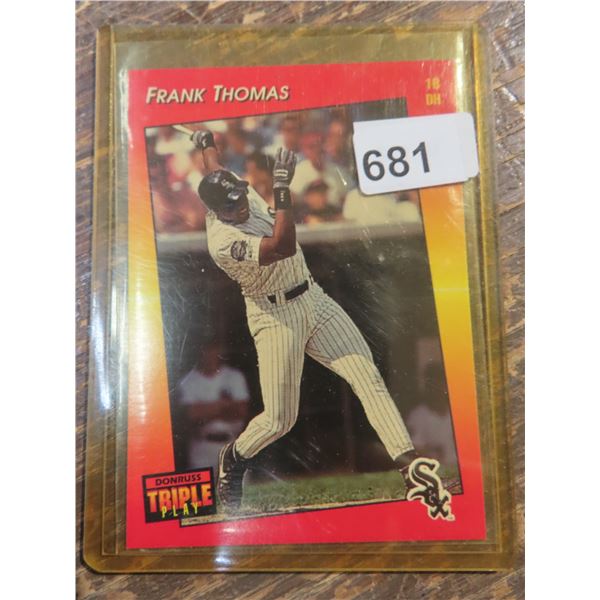 FRANK THOMAS
1B
DH
681
DONRUSS
TRIPLE
PLAY
Sox